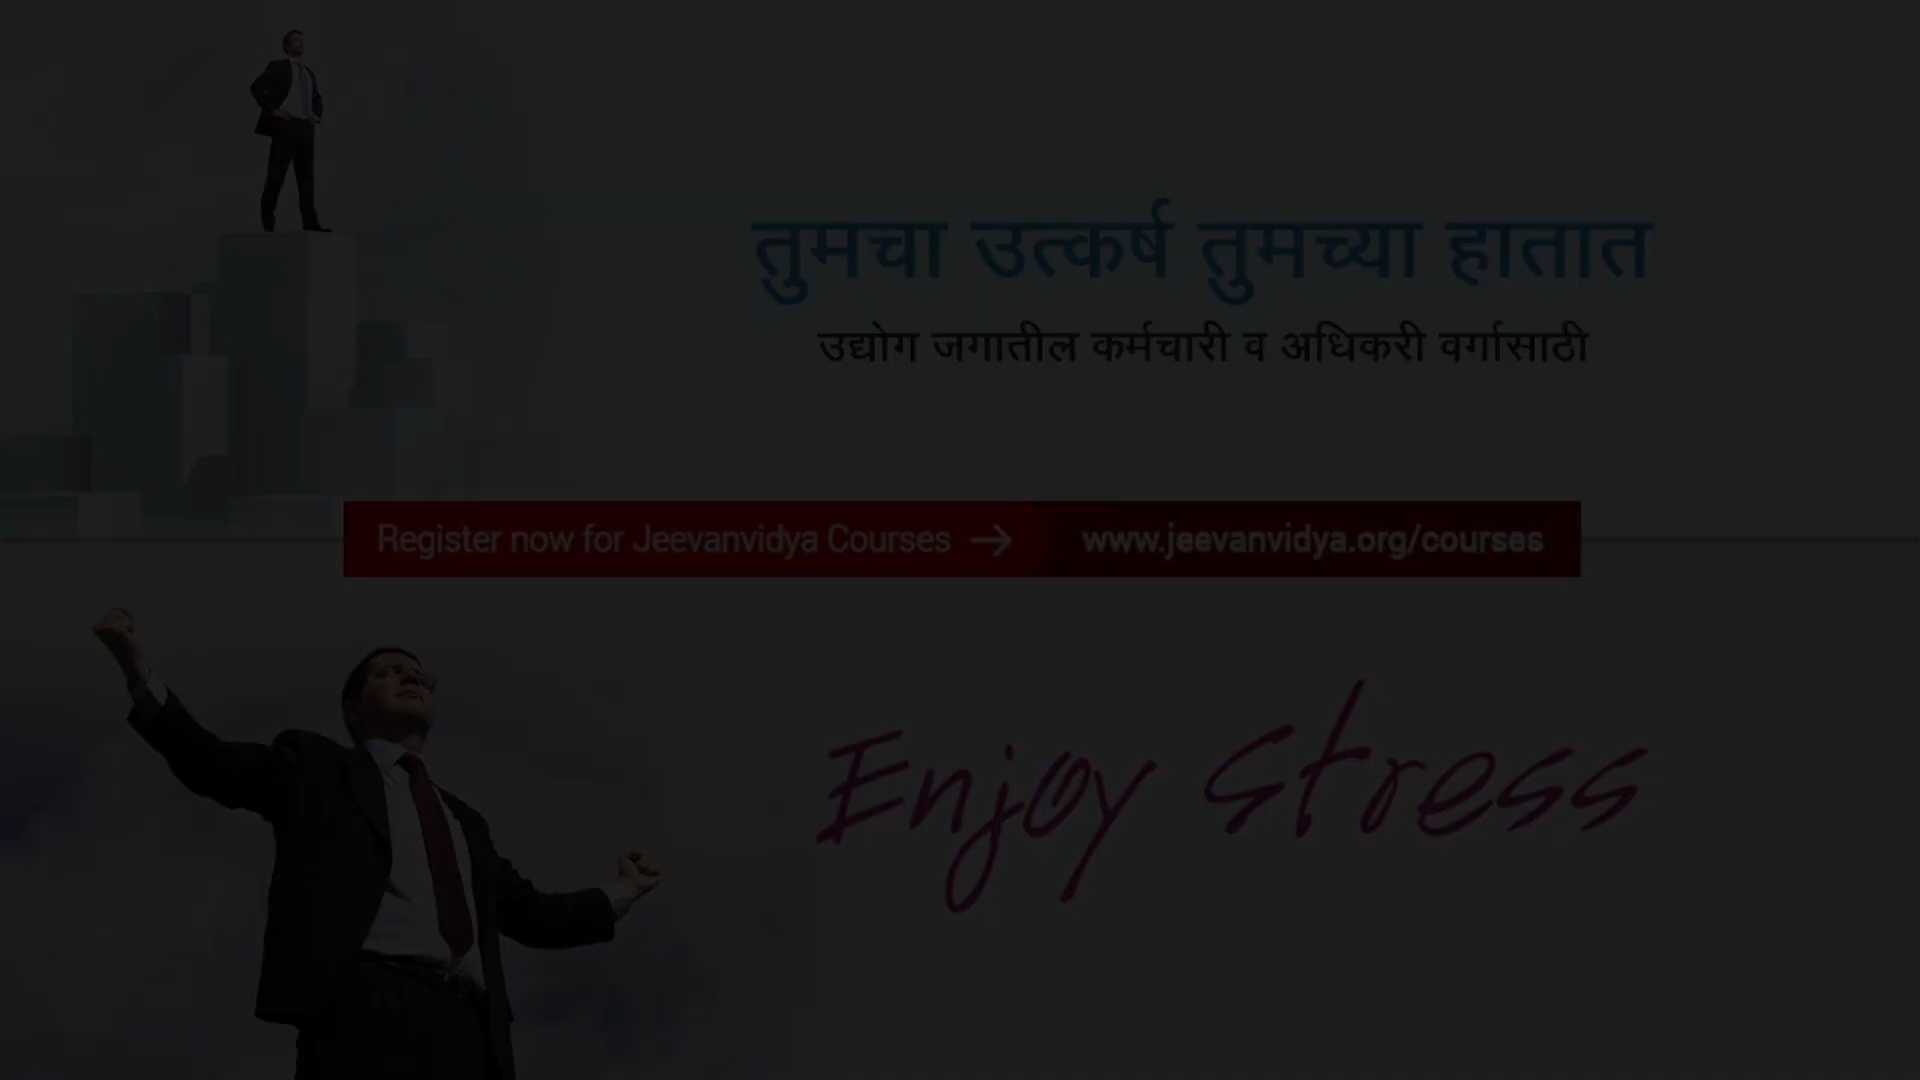 तुमचा उत्कर्ष तुमच्या हातात
उद्योग जगातील कर्मचारी व अधिकरी वर्गासाठी
Register now for Jeevanvidya Courses → www.jeevanvidya.org/courses
Enjoy Stress